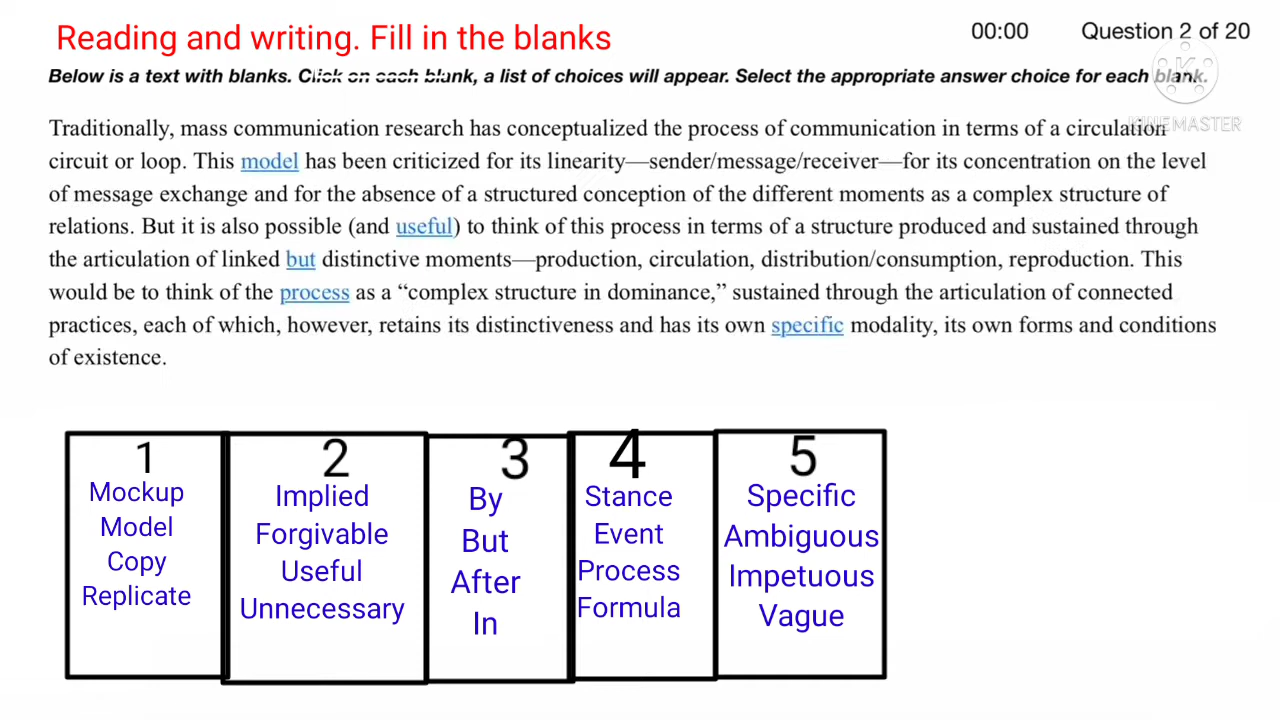 Reading and writing. Fill in the blanks
00:00 Question 2 of 20
Below is a text with blanks. Click on each blank, a list of choices will appear. Select the appropriate answer choice for each blank.
KINEMASTER
Traditionally, mass communication research has conceptualized the process of communication in terms of a circulation
circuit or loop. This model has been criticized for its linearity—sender/message/receiver—for its concentration on the level
of message exchange and for the absence of a structured conception of the different moments as a complex structure of
relations. But it is also possible (and useful) to think of this process in terms of a structure produced and sustained through
the articulation of linked but distinctive moments—production, circulation, distribution/consumption, reproduction. This
would be to think of the process as a “complex structure in dominance,” sustained through the articulation of connected
practices, each of which, however, retains its distinctiveness and has its own specific modality, its own forms and conditions
of existence.
1
Mockup
Model
Copy
Replicate
2
Implied
Forgivable
Useful
Unnecessary
3
By
But
After
In
4
Stance
Event
Process
Formula
5
Specific
Ambiguous
Impetuous
Vague